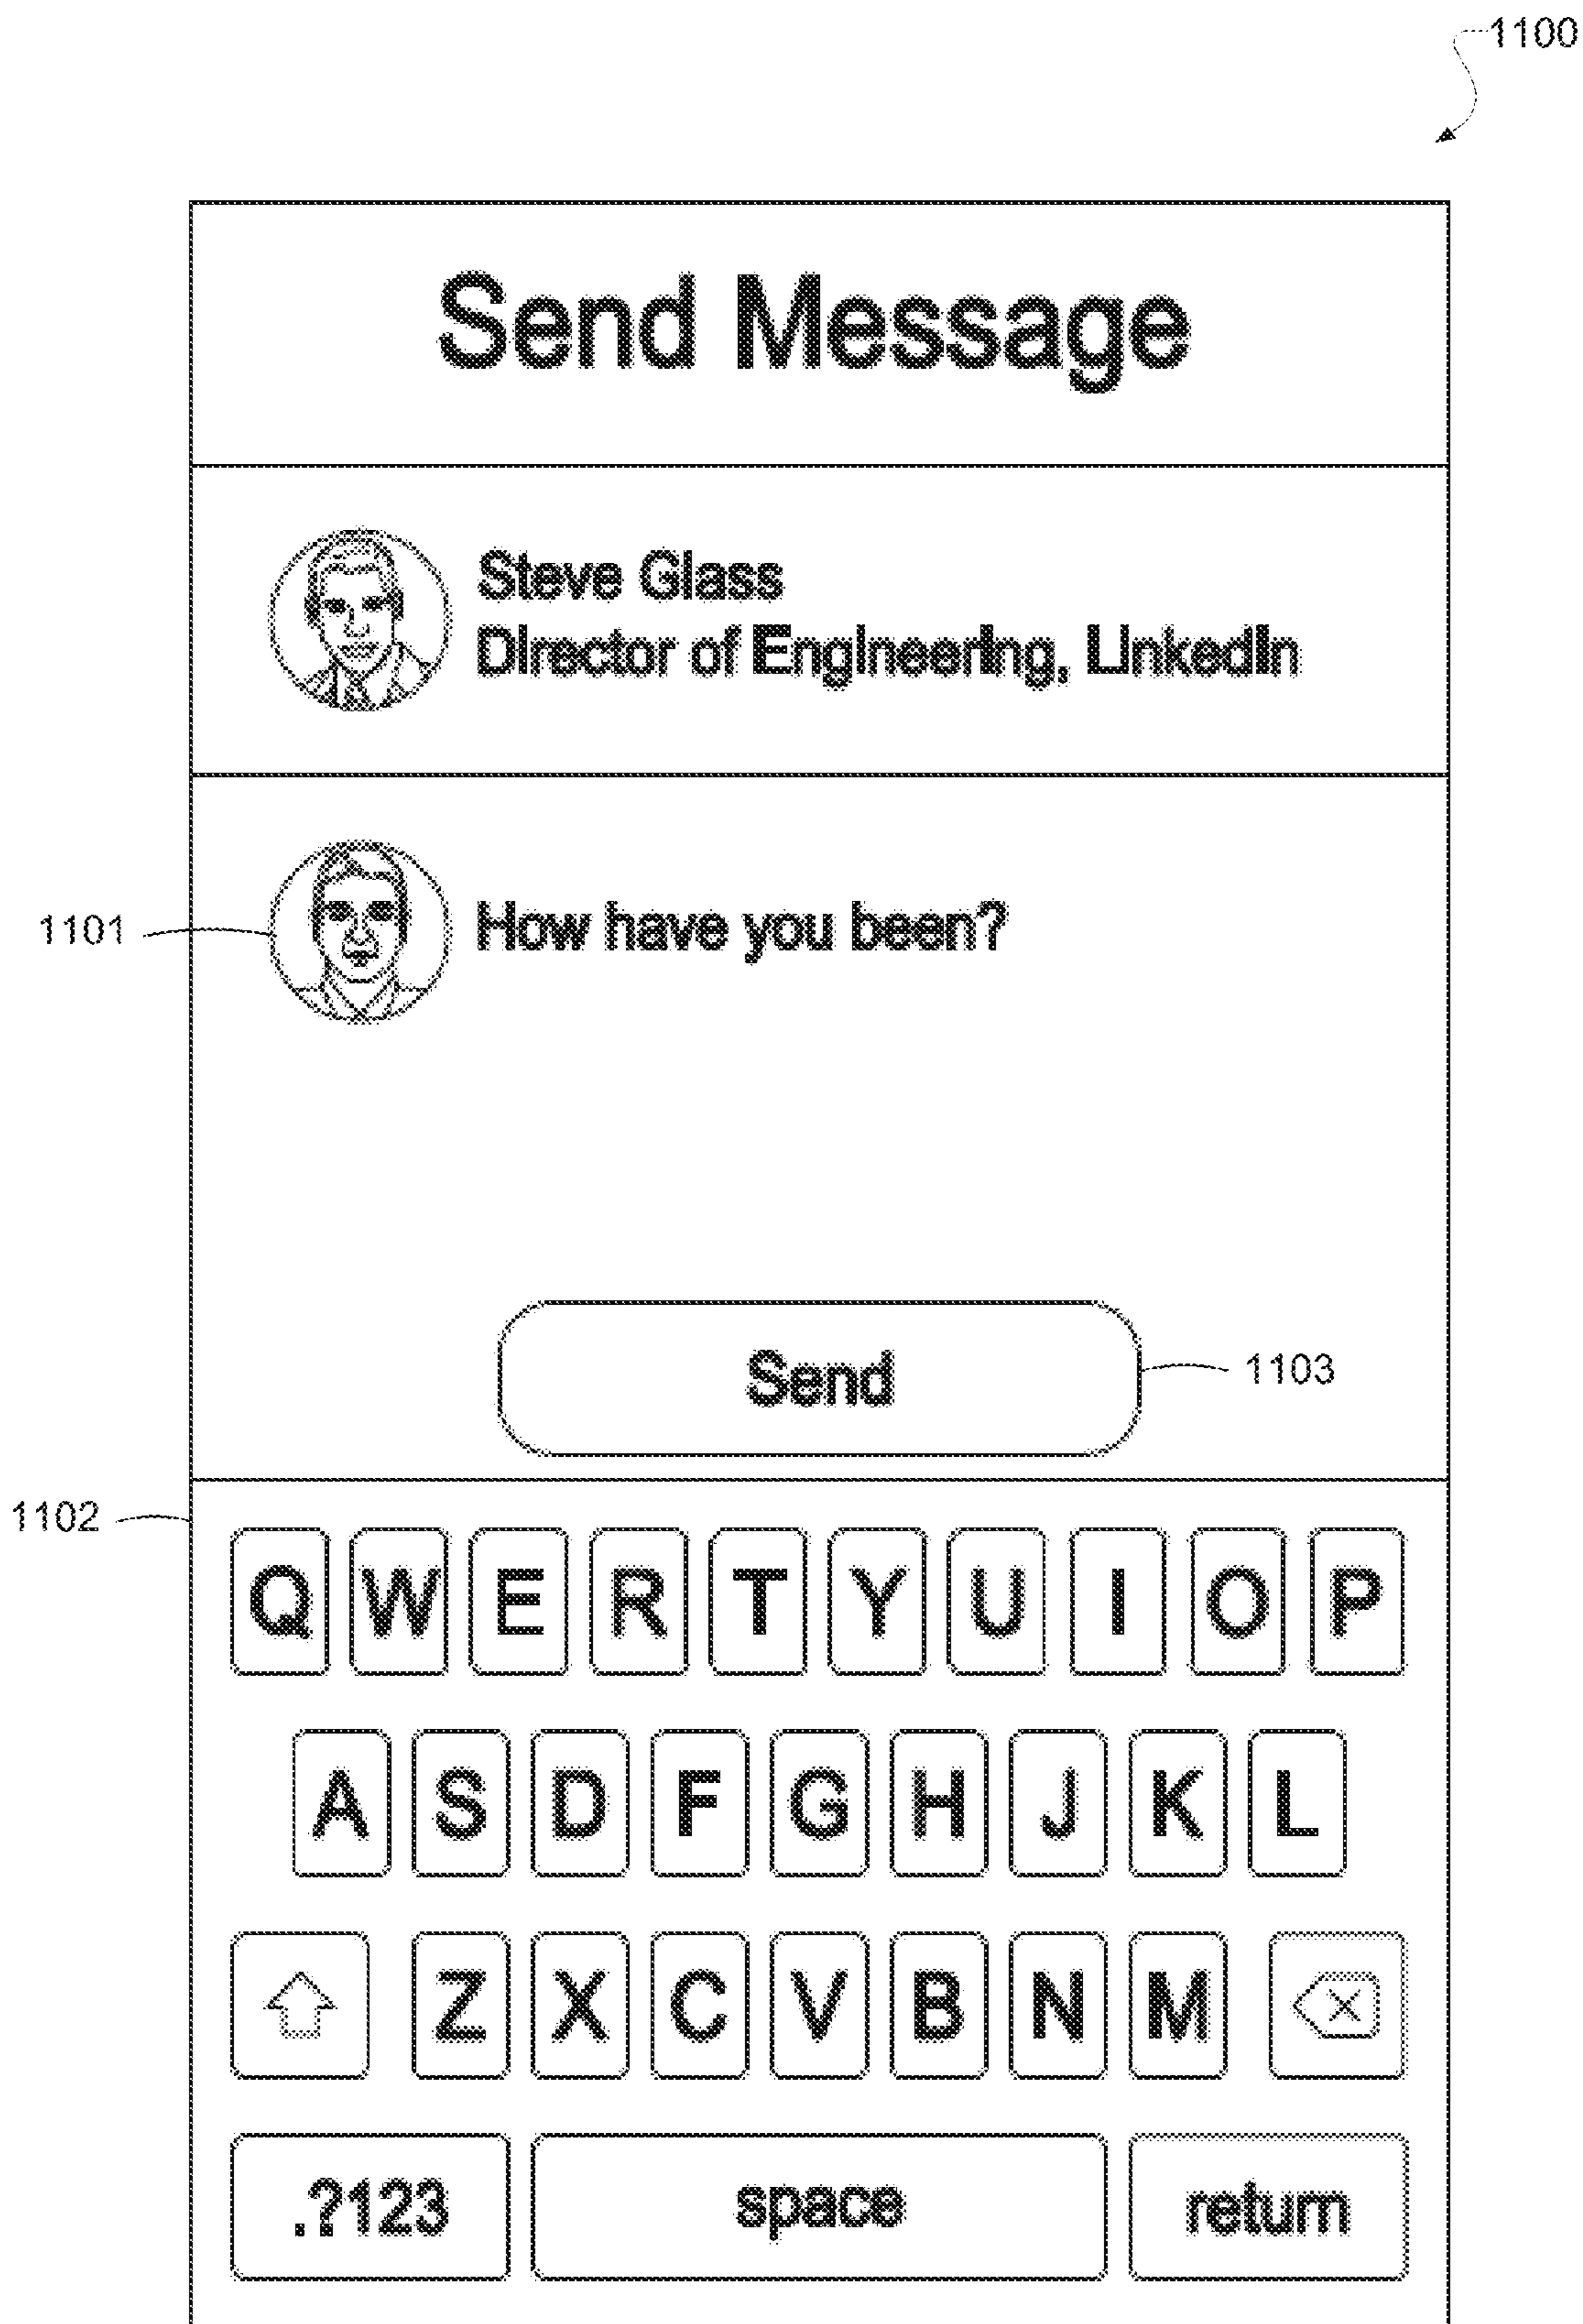 1100
Send Message
Steve Glass
Director of Engineering, LinkedIn
1101
How have you been?
Send
1103
1102
Q W E R T Y U I O P
A S D F G H J K L
Z X C V B N M
.?123 space return